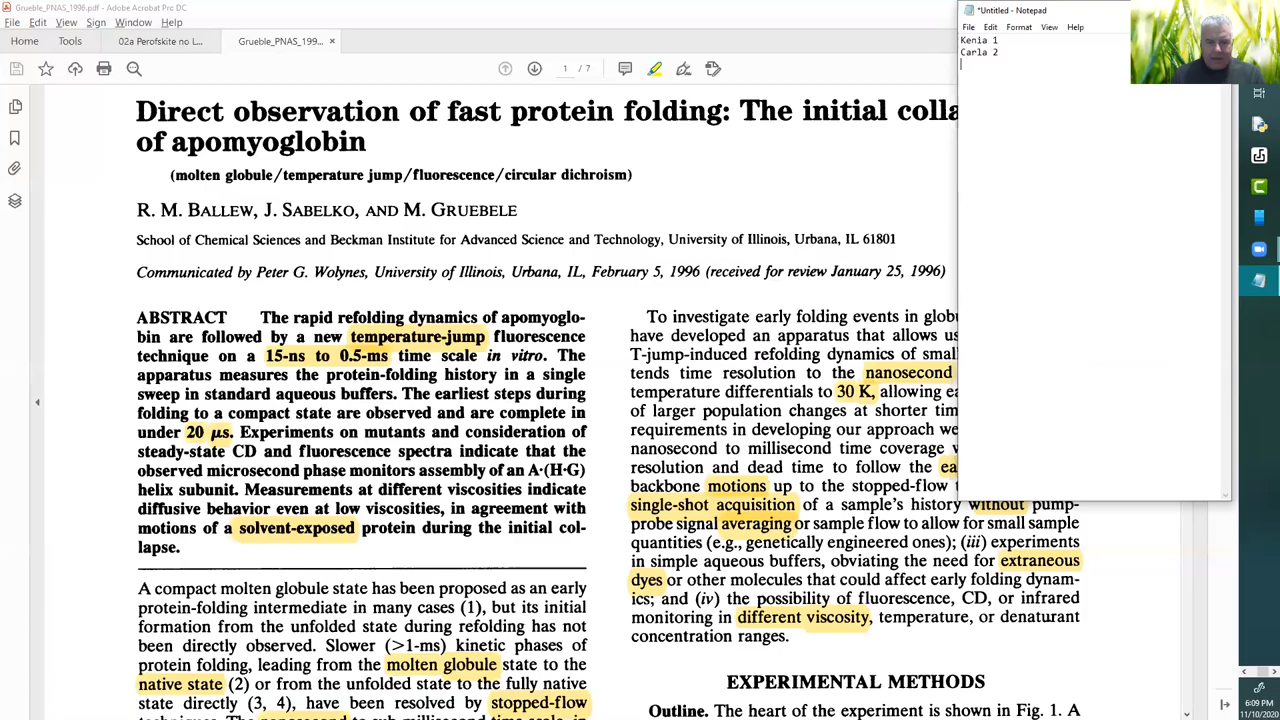 Grueble_PNAS_1996.pdf - Adobe Acrobat Pro DC
File Edit View Sign Window Help
Home Tools 02a Perofskite no L... Grueble_PNAS_199... ×
1 / 7
Direct observation of fast protein folding: The initial colla
of apomyoglobin
(molten globule/temperature jump/fluorescence/circular dichroism)
R. M. BALLEW, J. SABELKO, AND M. GRUEBELE
School of Chemical Sciences and Beckman Institute for Advanced Science and Technology, University of Illinois, Urbana, IL 61801
Communicated by Peter G. Wolynes, University of Illinois, Urbana, IL, February 5, 1996 (received for review January 25, 1996)
ABSTRACT The rapid refolding dynamics of apomyoglo-
bin are followed by a new temperature-jump fluorescence
technique on a 15-ns to 0.5-ms time scale in vitro. The
apparatus measures the protein-folding history in a single
sweep in standard aqueous buffers. The earliest steps during
folding to a compact state are observed and are complete in
under 20 μs. Experiments on mutants and consideration of
steady-state CD and fluorescence spectra indicate that the
observed microsecond phase monitors assembly of an A·(H·G)
helix subunit. Measurements at different viscosities indicate
diffusive behavior even at low viscosities, in agreement with
motions of a solvent-exposed protein during the initial col-
lapse.
A compact molten globule state has been proposed as an early
protein-folding intermediate in many cases (1), but its initial
formation from the unfolded state during refolding has not
been directly observed. Slower (>1-ms) kinetic phases of
protein folding, leading from the molten globule state to the
native state (2) or from the unfolded state to the fully native
state directly (3, 4), have been resolved by stopped-flow
techniques. The nanosecond to sub-millisecond time scale, in
To investigate early folding events in globu
have developed an apparatus that allows us
T-jump-induced refolding dynamics of smal
tends time resolution to the nanosecond
temperature differentials to 30 K, allowing ea
of larger population changes at shorter tim
requirements in developing our approach we
nanosecond to millisecond time coverage w
resolution and dead time to follow the ea
backbone motions up to the stopped-flow t
single-shot acquisition of a sample's history without pump-
probe signal averaging or sample flow to allow for small sample
quantities (e.g., genetically engineered ones); (iii) experiments
in simple aqueous buffers, obviating the need for extraneous
dyes or other molecules that could affect early folding dynam-
ics; and (iv) the possibility of fluorescence, CD, or infrared
monitoring in different viscosity, temperature, or denaturant
concentration ranges.
EXPERIMENTAL METHODS
Outline. The heart of the experiment is shown in Fig. 1. A
*Untitled - Notepad
File Edit Format View Help
Kenia 1
Carla 2
6:09 PM
11/10/2020